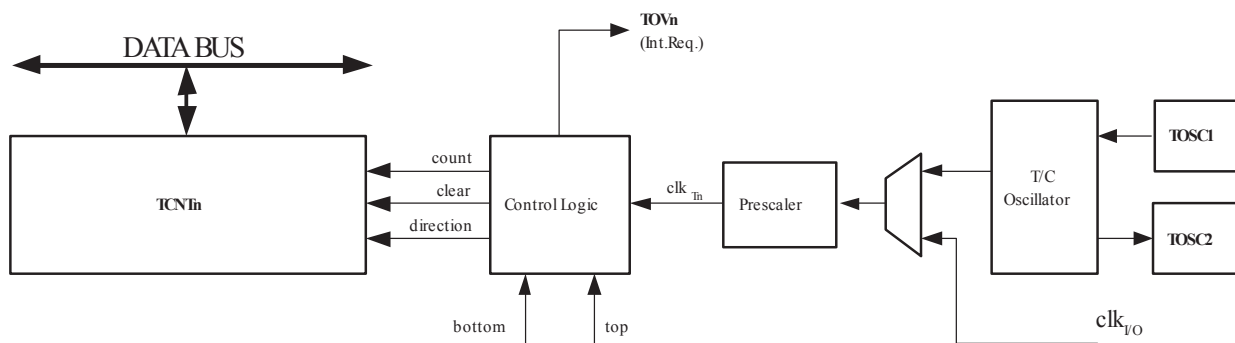 TOVn
(Int.Req.)
DATA BUS
TOSC1
count
T/C
Oscillator
clk Tn
TCNTn
clear
Control Logic
Prescaler
direction
TOSC2
bottom
top
clkI/O